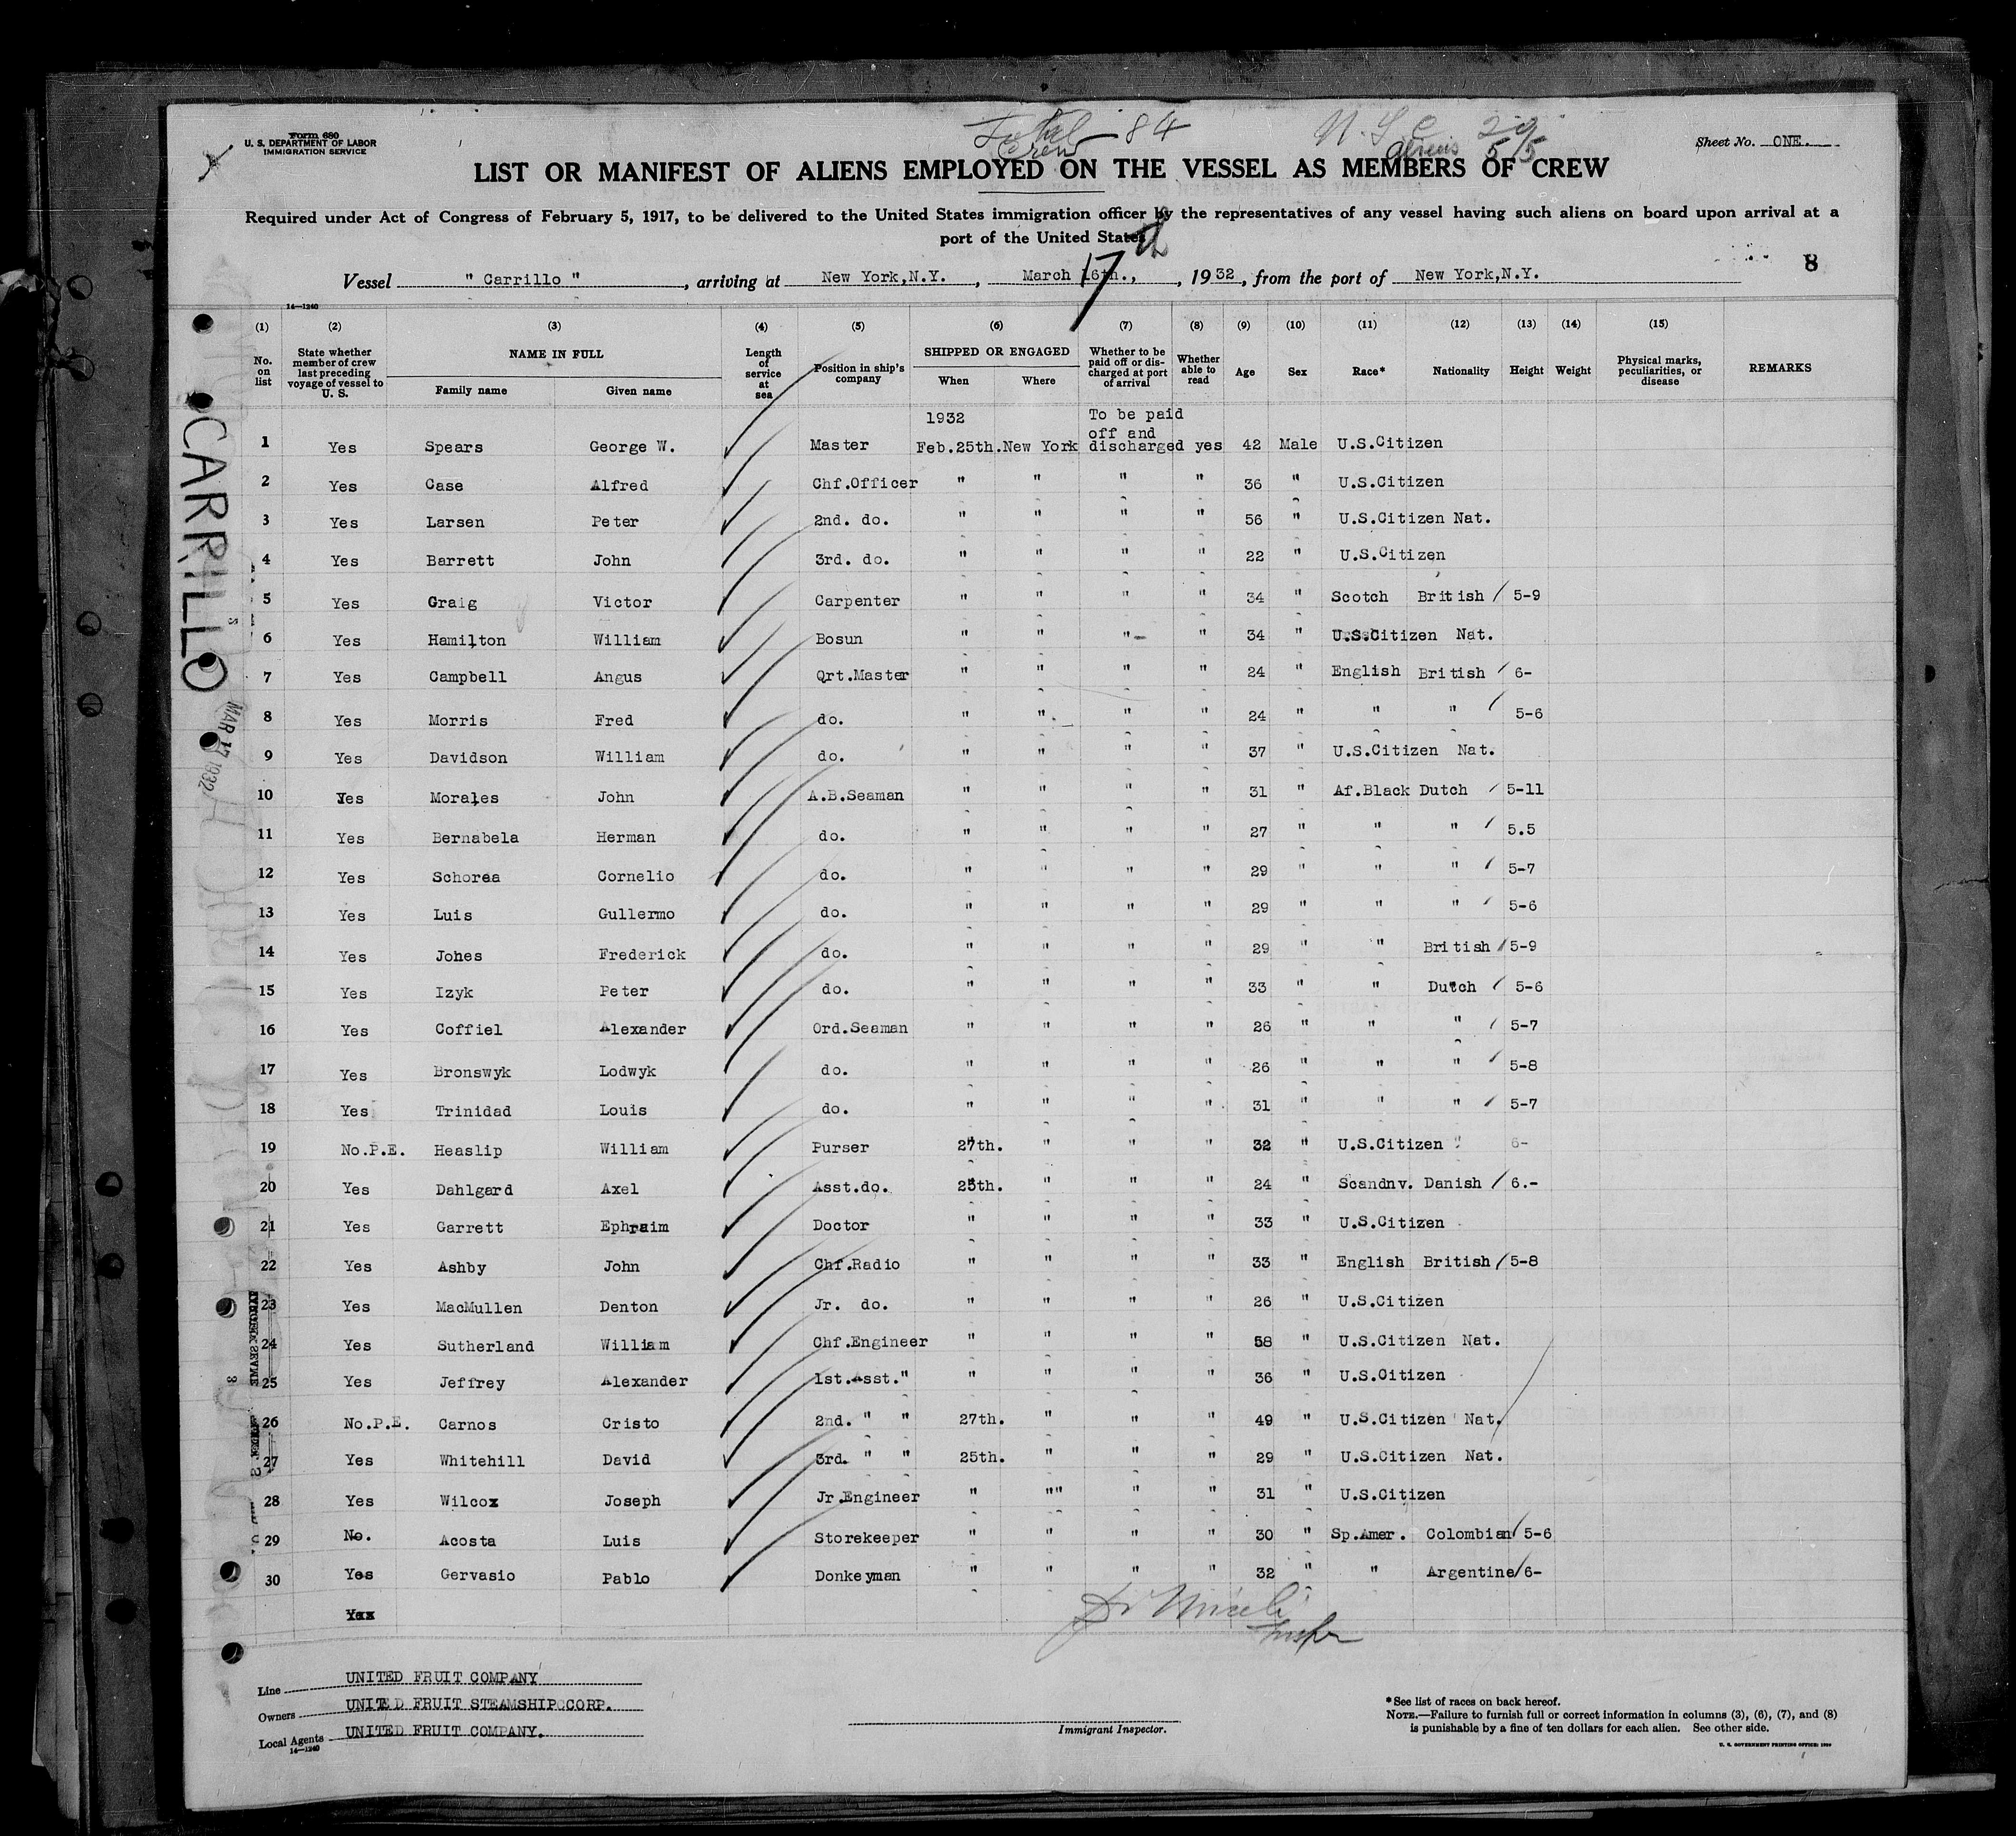 Form 680
U. S. DEPARTMENT OF LABOR
IMMIGRATION SERVICE
Total 84
Crew
Aliens 55
Sheet No. ONE.
LIST OR MANIFEST OF ALIENS EMPLOYED ON THE VESSEL AS MEMBERS OF CREW
Required under Act of Congress of February 5, 1917, to be delivered to the United States immigration officer by the representatives of any vessel having such aliens on board upon arrival at a
port of the United States
17
8
Vessel " Carrillo ", arriving at New York,N.Y. , March 16th., , 1932, from the port of New York,N.Y.
14—1240
(1) (2) (3) (4) (5) (6) (7) (8) (9) (10) (11) (12) (13) (14) (15)
No. on list State whether member of crew last preceding voyage of vessel to U. S. NAME IN FULL Family name Given name Length of service at sea Position in ship's company SHIPPED OR ENGAGED When Where Whether to be paid off or discharged at port of arrival Whether able to read Age Sex Race* Nationality Height Weight Physical marks, peculiarities, or disease REMARKS
1932 To be paid
off and
1 Yes Spears George W. Master Feb.25th. New York discharged yes 42 Male U.S.Citizen
2 Yes Case Alfred Chf.Officer " " " " 36 " U.S.Citizen
3 Yes Larsen Peter 2nd. do. " " " " 56 " U.S.Citizen Nat.
4 Yes Barrett John 3rd. do. " " " " 22 " U.S.Citizen
5 Yes Graig Victor Carpenter " " " " 34 " Scotch British 5-9
6 Yes Hamilton William Bosun " " "- " 34 " U.S.Citizen Nat.
7 Yes Campbell Angus Qrt.Master " " " " 24 " English British 6-
8 Yes Morris Fred do. " " " " 24 " " " 5-6
9 Yes Davidson William do. " " " " 37 " U.S.Citizen Nat.
10 Yes Morales John A.B.Seaman " " " " 31 " Af.Black Dutch 5-11
11 Yes Bernabela Herman do. " " " " 27 " " " 5.5
12 Yes Schorea Cornelio do. " " " " 29 " " " 5-7
13 Yes Luis Gullermo do. " " " " 29 " " " 5-6
14 Yes Johes Frederick do. " " " " 29 " " British 5-9
15 Yes Izyk Peter do. " " " " 33 " " Dutch 5-6
16 Yes Coffiel Alexander Ord.Seaman " " " " 26 " " " 5-7
17 Yes Bronswyk Lodwyk do. " " " " 26 " " " 5-8
18 Yes Trinidad Louis do. " " " " 31 " " " 5-7
19 No.P.E. Heaslip William Purser 27th. " " " 32 " U.S.Citizen " 6-
20 Yes Dahlgard Axel Asst.do. 25th. " " " 24 " Scandnv. Danish 6.-
21 Yes Garrett Ephraim Doctor " " " " 33 " U.S.Citizen
22 Yes Ashby John Chf.Radio " " " " 33 " English British 5-8
23 Yes MacMullen Denton Jr. do. " " " " 26 " U.S.Citizen
24 Yes Sutherland William Chf.Engineer " " " " 58 " U.S.Citizen Nat.
25 Yes Jeffrey Alexander 1st.Asst." " " " " 36 " U.S.Citizen
26 No.P.E. Carnos Cristo 2nd. " " 27th. " " " 49 " U.S.Citizen Nat.
27 Yes Whitehill David 3rd. " " 25th. " " " 29 " U.S.Citizen Nat.
28 Yes Wilcox Joseph Jr.Engineer " "" " " 31 " U.S.Citizen
29 No. Acosta Luis Storekeeper " " " " 30 " Sp.Amer. Colombian 5-6
30 Yes Gervasio Pablo Donkeyman " " " " 32 " " Argentine 6-
CARRILLO
MAR 17 1932
Line UNITED FRUIT COMPANY
Owners UNITED FRUIT STEAMSHIP CORP.
Local Agents UNITED FRUIT COMPANY.
14—1240
Immigrant Inspector.
*See list of races on back hereof.
NOTE.—Failure to furnish full or correct information in columns (3), (6), (7), and (8)
is punishable by a fine of ten dollars for each alien. See other side.